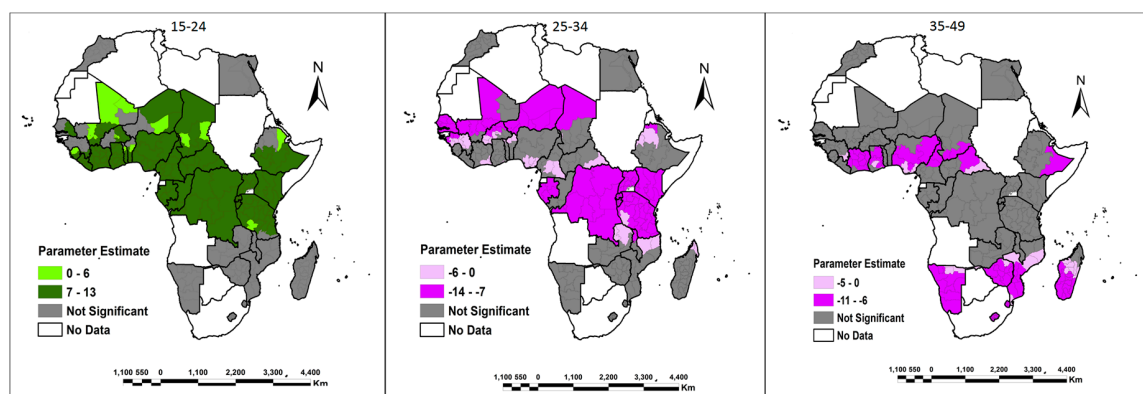 15-24
N
Parameter Estimate
0 - 6
7 - 13
Not Significant
No Data
1,100 550 0 1,100 2,200 3,300 4,400
Km
25-34
N
Parameter Estimate
-6 - 0
-14 - -7
Not Significant
No Data
1,100 550 0 1,100 2,200 3,300 4,400
Km
35-49
N
Parameter Estimate
-5 - 0
-11 - -6
Not Significant
No Data
1,100 550 0 1,100 2,200 3,300 4,400
Km